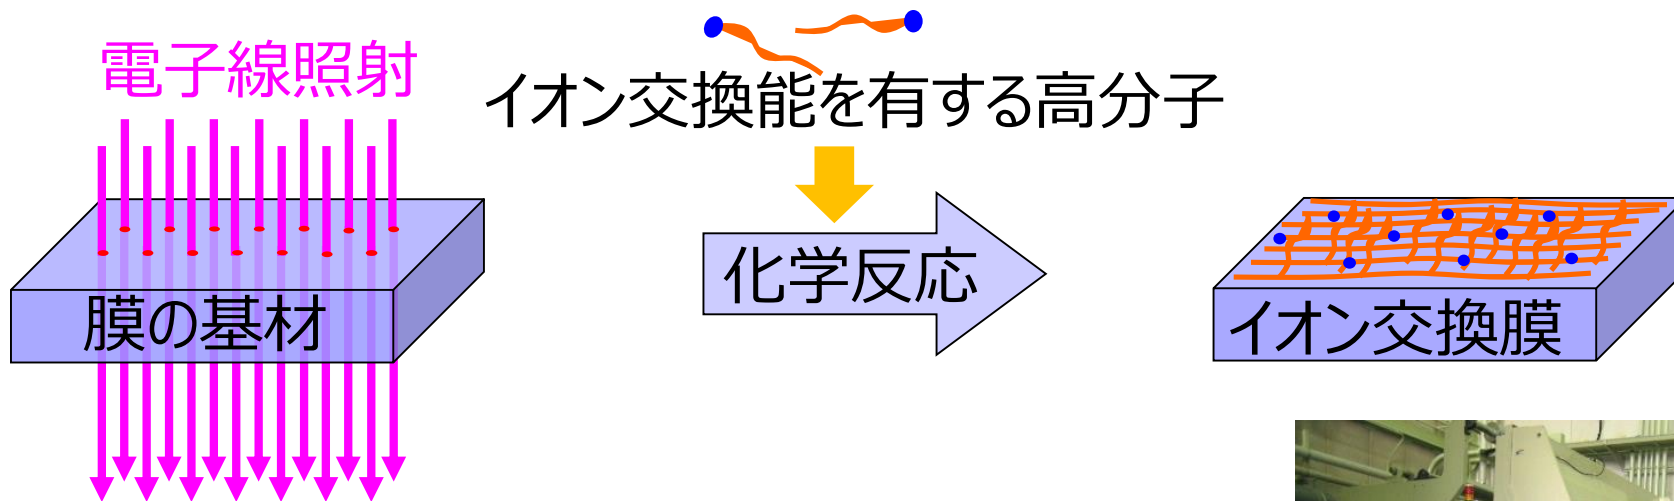 電子線照射
イオン交換能を有する高分子
化学反応
膜の基材
イオン交換膜